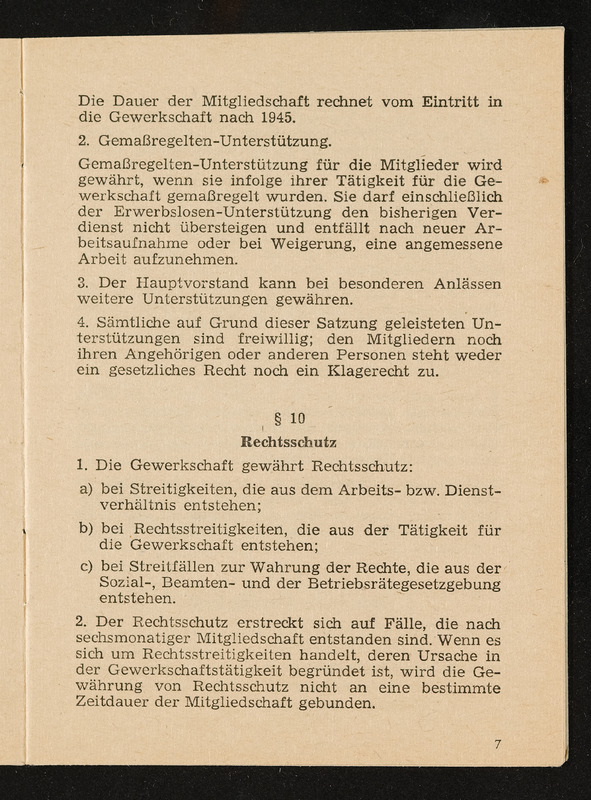 Die Dauer der Mitgliedschaft rechnet vom Eintritt in
die Gewerkschaft nach 1945.
2. Gemaßregelten-Unterstützung.
Gemaßregelten-Unterstützung für die Mitglieder wird
gewährt, wenn sie infolge ihrer Tätigkeit für die Ge-
werkschaft gemaßregelt wurden. Sie darf einschließlich
der Erwerbslosen-Unterstützung den bisherigen Ver-
dienst nicht übersteigen und entfällt nach neuer Ar-
beitsaufnahme oder bei Weigerung, eine angemessene
Arbeit aufzunehmen.
3. Der Hauptvorstand kann bei besonderen Anlässen
weitere Unterstützungen gewähren.
4. Sämtliche auf Grund dieser Satzung geleisteten Un-
terstützungen sind freiwillig; den Mitgliedern noch
ihren Angehörigen oder anderen Personen steht weder
ein gesetzliches Recht noch ein Klagerecht zu.
§ 10
Rechtsschutz
1. Die Gewerkschaft gewährt Rechtsschutz:
a) bei Streitigkeiten, die aus dem Arbeits- bzw. Dienst-
verhältnis entstehen;
b) bei Rechtsstreitigkeiten, die aus der Tätigkeit für
die Gewerkschaft entstehen;
c) bei Streitfällen zur Wahrung der Rechte, die aus der
Sozial-, Beamten- und der Betriebsrätegesetzgebung
entstehen.
2. Der Rechtsschutz erstreckt sich auf Fälle, die nach
sechsmonatiger Mitgliedschaft entstanden sind. Wenn es
sich um Rechtsstreitigkeiten handelt, deren Ursache in
der Gewerkschaftstätigkeit begründet ist, wird die Ge-
währung von Rechtsschutz nicht an eine bestimmte
Zeitdauer der Mitgliedschaft gebunden.
7